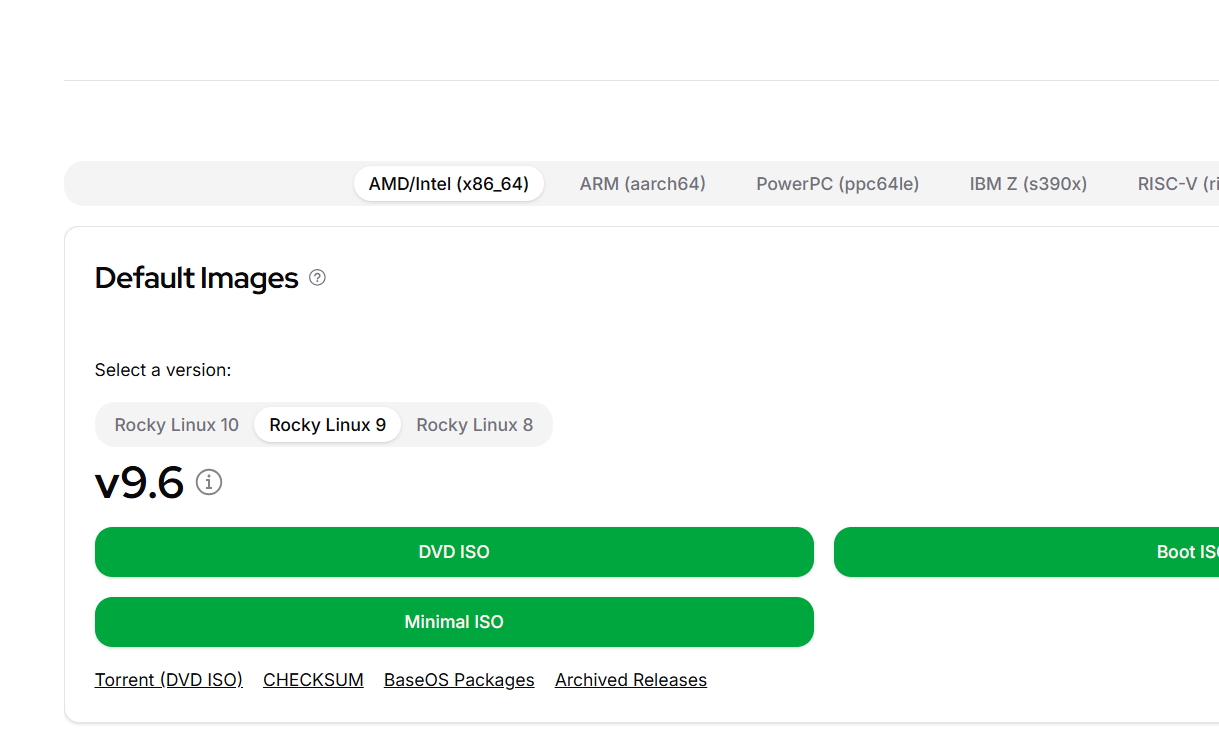 AMD/Intel (x86_64) ARM (aarch64) PowerPC (ppc64le) IBM Z (s390x) RISC-V (ri
Default Images
Select a version:
Rocky Linux 10 Rocky Linux 9 Rocky Linux 8
v9.6
DVD ISO Boot IS
Minimal ISO
Torrent (DVD ISO) CHECKSUM BaseOS Packages Archived Releases